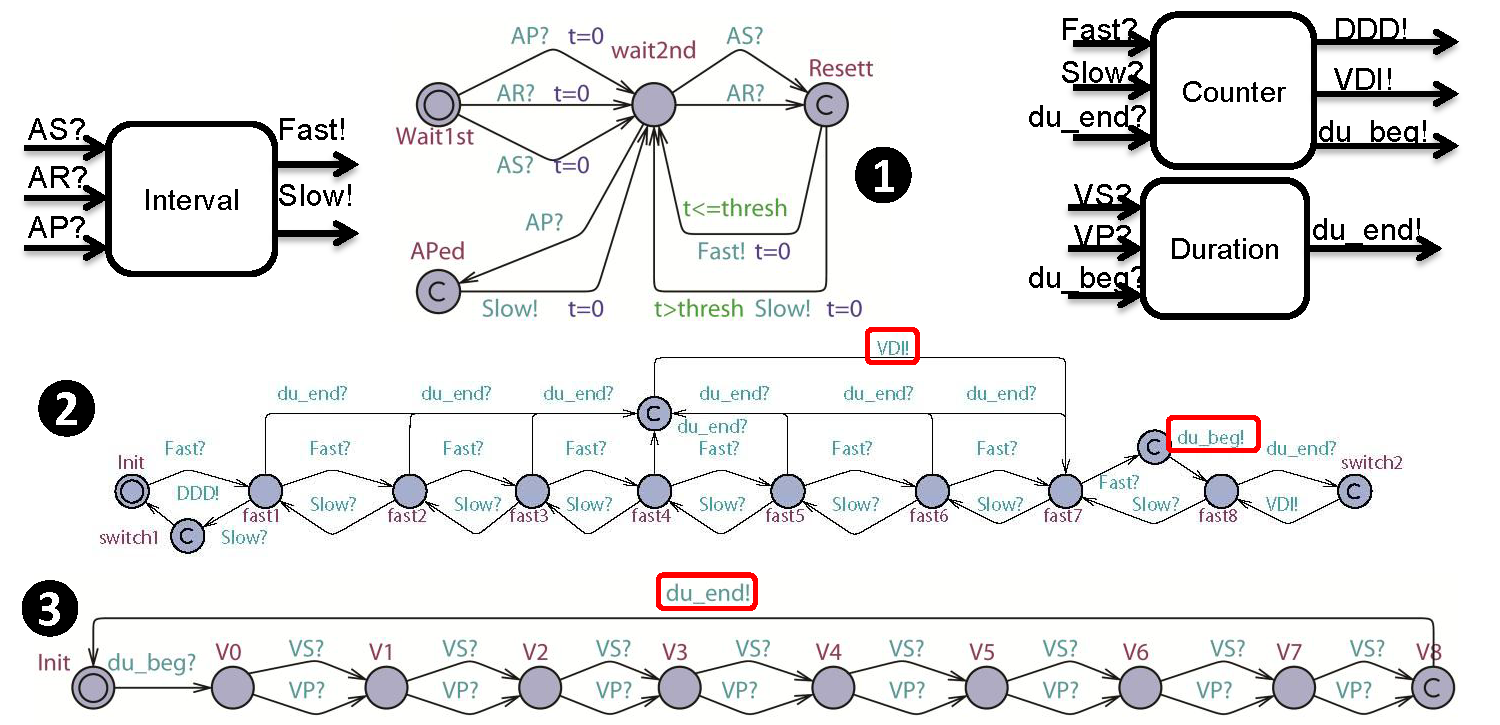 AS?
AR?
AP?
Interval
Fast!
Slow!
AP? t=0
AR? t=0
AS? t=0
Wait1st
wait2nd
AS?
AR?
Resett
C
AP?
APed
C
Slow! t=0
t<=thresh
Fast! t=0
t>thresh Slow! t=0
1
Fast?
Slow?
du_end?
Counter
DDD!
VDI!
du_beg!
VS?
VP?
du_beg?
Duration
du_end!
2
VDI!
du_end? du_end? du_end? C du_end? du_end? du_end?
du_end?
Fast? Fast? Fast? Fast? Fast? Fast? Fast?
C du_beg! du_end?
Init
switch2
DDD! Slow? Slow? Slow? Slow? Slow? Slow? Fast? Slow? VDI! C
fast1 fast2 fast3 fast4 fast5 fast6 fast7 fast8
switch1 C Slow?
3
du_end!
Init du_beg? V0 VS? V1 VS? V2 VS? V3 VS? V4 VS? V5 VS? V6 VS? V7 VS? V8
VP? VP? VP? VP? VP? VP? VP? VP? C